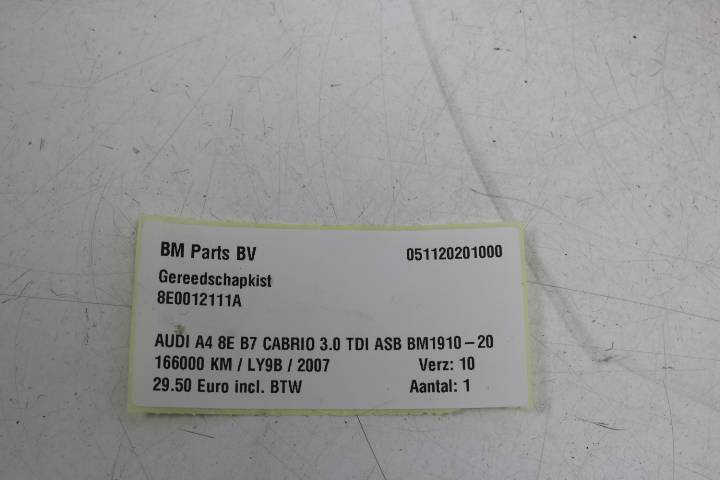 BM Parts BV 051120201000
Gereedschapkist
8E0012111A
AUDI A4 8E B7 CABRIO 3.0 TDI ASB BM1910-20
166000 KM / LY9B / 2007 Verz: 10
29.50 Euro incl. BTW Aantal: 1